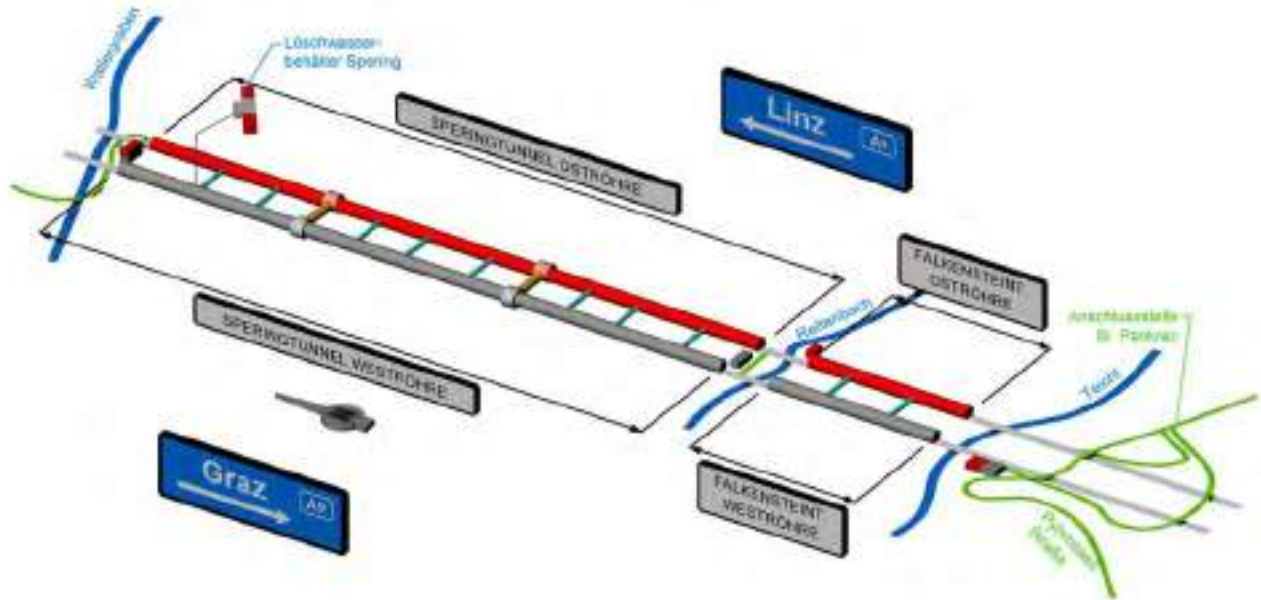 Löschwasser-
behälter Spering
SPERINGTUNNEL OSTRÖHRE
Linz
A9
FALKENSTEINT
OSTRÖHRE
Anschlussstelle
St. Pankraz
Teichl
SPERINGTUNNEL WESTRÖHRE
Graz
A9
FALKENSTEINT
WESTRÖHRE
Straße